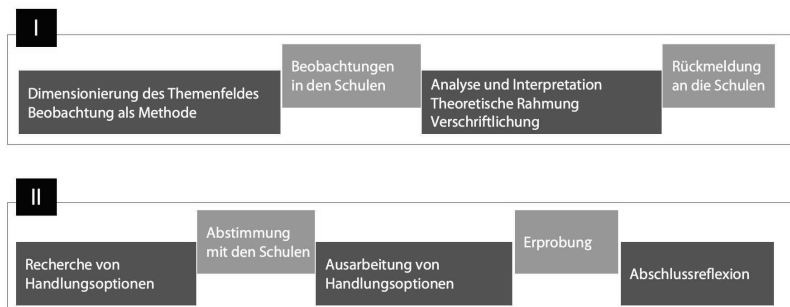 I
Dimensionierung des Themenfeldes
Beobachtung als Methode
Beobachtungen
in den Schulen
Analyse und Interpretation
Theoretische Rahmung
Verschriftlichung
Rückmeldung
an die Schulen
II
Recherche von
Handlungsoptionen
Abstimmung
mit den Schulen
Ausarbeitung von
Handlungsoptionen
Erprobung
Abschlussreflexion